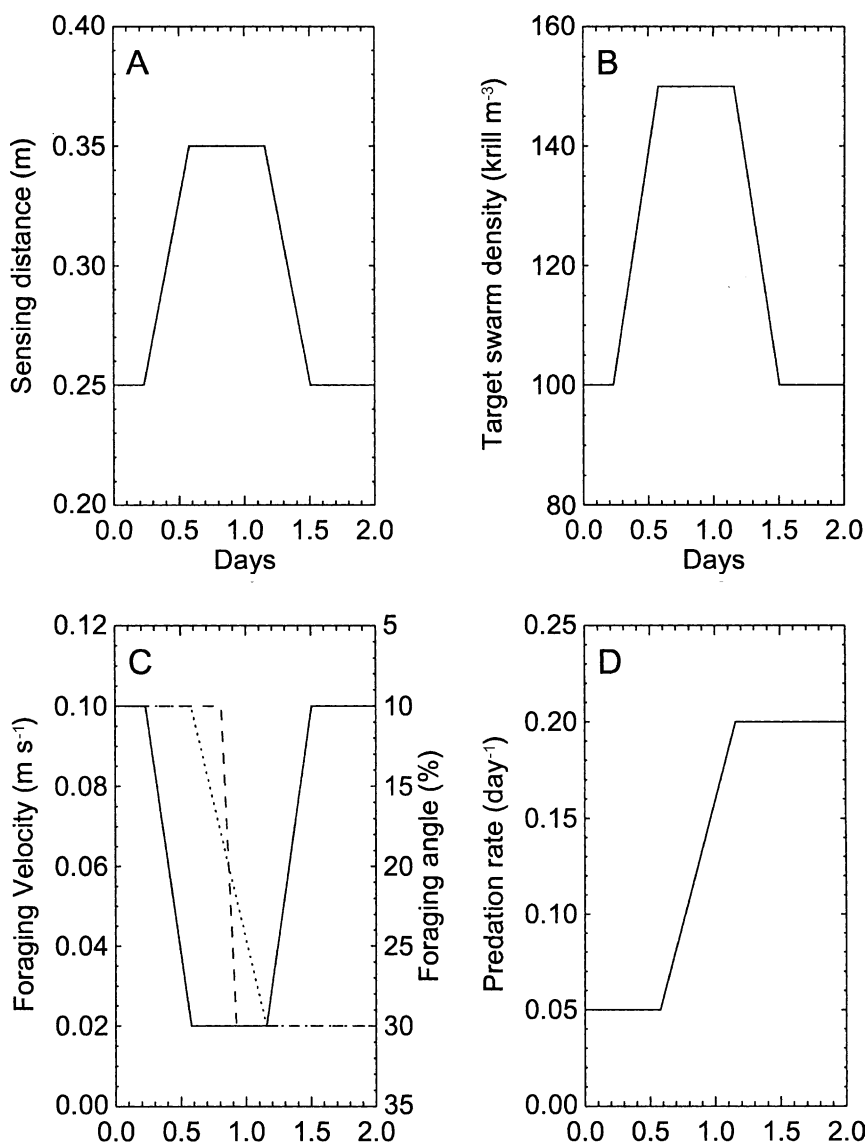 A
Sensing distance (m)
0.40
0.35
0.30
0.25
0.20
0.0 0.5 1.0 1.5 2.0
Days
B
Target swarm density (krill m-3)
160
140
120
100
80
0.0 0.5 1.0 1.5 2.0
Days
C
Foraging Velocity (m s-1)
0.12
0.10
0.08
0.06
0.04
0.02
0.00
5
10
15
20
25
30
35
Foraging angle (%)
0.0 0.5 1.0 1.5 2.0
D
Predation rate (day-1)
0.25
0.20
0.15
0.10
0.05
0.00
0.0 0.5 1.0 1.5 2.0